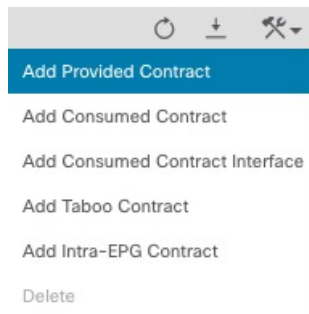 Add Provided Contract
Add Consumed Contract
Add Consumed Contract Interface
Add Taboo Contract
Add Intra-EPG Contract
Delete